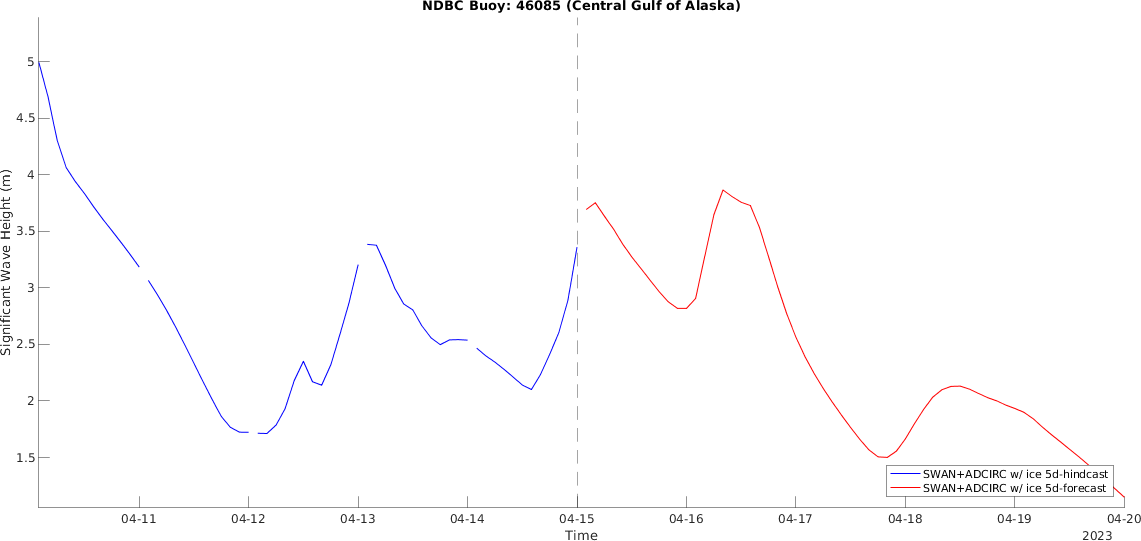 NDBC Buoy: 46085 (Central Gulf of Alaska)
5
4.5
4
3.5
3
2.5
2
1.5
Significant Wave Height (m)
SWAN+ADCIRC w/ ice 5d-hindcast
SWAN+ADCIRC w/ ice 5d-forecast
04-11 04-12 04-13 04-14 04-15 04-16 04-17 04-18 04-19 04-20
Time
2023